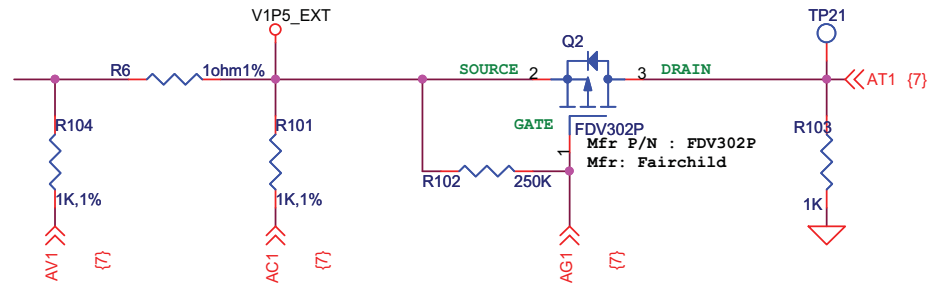 V1P5_EXT
TP21
Q2
R6
1ohm1%
SOURCE
2
3
DRAIN
AT1
{7}
R104
R101
GATE
FDV302P
R103
1
Mfr P/N : FDV302P
Mfr: Fairchild
R102
250K
1K,1%
1K,1%
1K
AV1
{7}
AC1
{7}
AG1
{7}